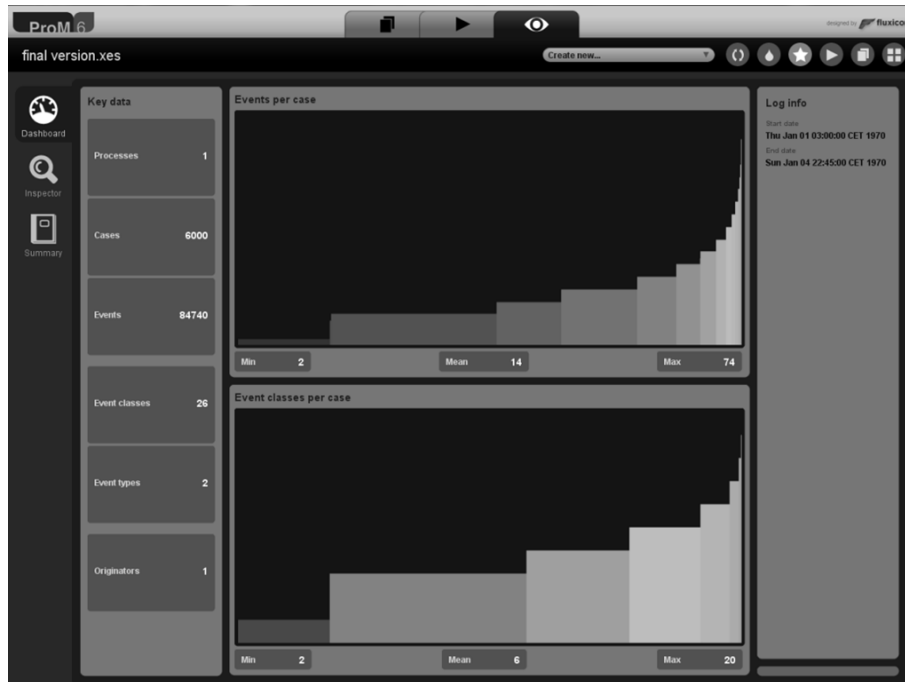 ProM 6
designed by fluxicon
final version.xes
Create new...
Dashboard
Inspector
Summary
Key data
Processes 1
Cases 6000
Events 84740
Event classes 26
Event types 2
Originators 1
Events per case
Min 2
Mean 14
Max 74
Event classes per case
Min 2
Mean 6
Max 20
Log info
Start date
Thu Jan 01 03:00:00 CET 1970
End date
Sun Jan 04 22:45:00 CET 1970